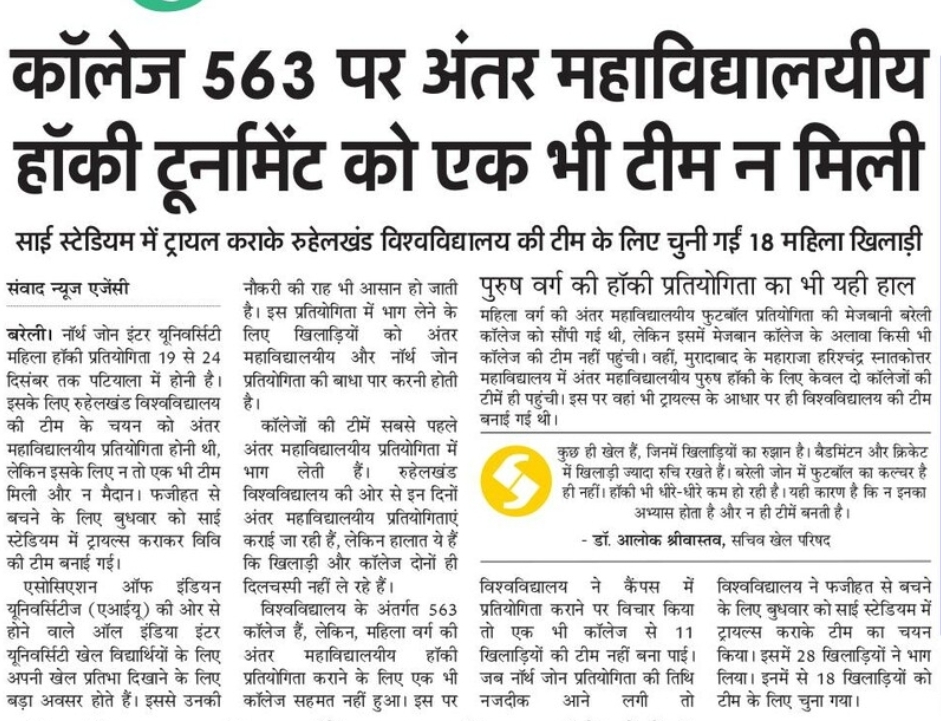 कॉलेज 563 पर अंतर महाविद्यालयीय
हॉकी टूर्नामेंट को एक भी टीम न मिली
साई स्टेडियम में ट्रायल कराके रुहेलखंड विश्वविद्यालय की टीम के लिए चुनी गईं 18 महिला खिलाड़ी
संवाद न्यूज एजेंसी
बरेली। नॉर्थ जोन इंटर यूनिवर्सिटी
महिला हॉकी प्रतियोगिता 19 से 24
दिसंबर तक पटियाला में होनी है।
इसके लिए रुहेलखंड विश्वविद्यालय
की टीम के चयन को अंतर
महाविद्यालयीय प्रतियोगिता होनी थी,
लेकिन इसके लिए न तो एक भी टीम
मिली और न मैदान। फजीहत से
बचने के लिए बुधवार को साई
स्टेडियम में ट्रायल्स कराकर विवि
की टीम बनाई गई।
एसोसिएशन ऑफ इंडियन
यूनिवर्सिटीज (एआईयू) की ओर से
होने वाले ऑल इंडिया इंटर
यूनिवर्सिटी खेल विद्यार्थियों के लिए
अपनी खेल प्रतिभा दिखाने के लिए
बड़ा अवसर होते हैं। इससे उनकी
नौकरी की राह भी आसान हो जाती
है। इस प्रतियोगिता में भाग लेने के
लिए खिलाड़ियों को अंतर
महाविद्यालयीय और नॉर्थ जोन
प्रतियोगिता की बाधा पार करनी होती
है।
कॉलेजों की टीमें सबसे पहले
अंतर महाविद्यालयीय प्रतियोगिता में
भाग लेती हैं। रुहेलखंड
विश्वविद्यालय की ओर से इन दिनों
अंतर महाविद्यालयीय प्रतियोगिताएं
कराई जा रही हैं, लेकिन हालात ये हैं
कि खिलाड़ी और कॉलेज दोनों ही
दिलचस्पी नहीं ले रहे हैं।
विश्वविद्यालय के अंतर्गत 563
कॉलेज हैं, लेकिन, महिला वर्ग की
अंतर महाविद्यालयीय हॉकी
प्रतियोगिता कराने के लिए एक भी
कॉलेज सहमत नहीं हुआ। इस पर
पुरुष वर्ग की हॉकी प्रतियोगिता का भी यही हाल
महिला वर्ग की अंतर महाविद्यालयीय फुटबॉल प्रतियोगिता की मेजबानी बरेली
कॉलेज को सौंपी गई थी, लेकिन इसमें मेजबान कॉलेज के अलावा किसी भी
कॉलेज की टीम नहीं पहुंची। वहीं, मुरादाबाद के महाराजा हरिश्चंद्र स्नातकोत्तर
महाविद्यालय में अंतर महाविद्यालयीय पुरुष हॉकी के लिए केवल दो कॉलेजों की
टीमें ही पहुंची। इस पर वहां भी ट्रायल्स के आधार पर ही विश्वविद्यालय की टीम
बनाई गई थी।
कुछ ही खेल हैं, जिनमें खिलाड़ियों का रुझान है। बैडमिंटन और क्रिकेट
में खिलाड़ी ज्यादा रुचि रखते हैं। बरेली जोन में फुटबॉल का कल्चर है
ही नहीं। हॉकी भी धीरे-धीरे कम हो रही है। यही कारण है कि न इनका
अभ्यास होता है और न ही टीमें बनती है।
- डॉ. आलोक श्रीवास्तव, सचिव खेल परिषद
विश्वविद्यालय ने कैंपस में
प्रतियोगिता कराने पर विचार किया
तो एक भी कॉलेज से 11
खिलाड़ियों की टीम नहीं बन पाई।
जब नॉर्थ जोन प्रतियोगिता की तिथि
नजदीक आने लगी तो
विश्वविद्यालय ने फजीहत से बचने
के लिए बुधवार को साई स्टेडियम में
ट्रायल्स कराके टीम का चयन
किया। इसमें 28 खिलाड़ियों ने भाग
लिया। इनमें से 18 खिलाड़ियों को
टीम के लिए चुना गया।